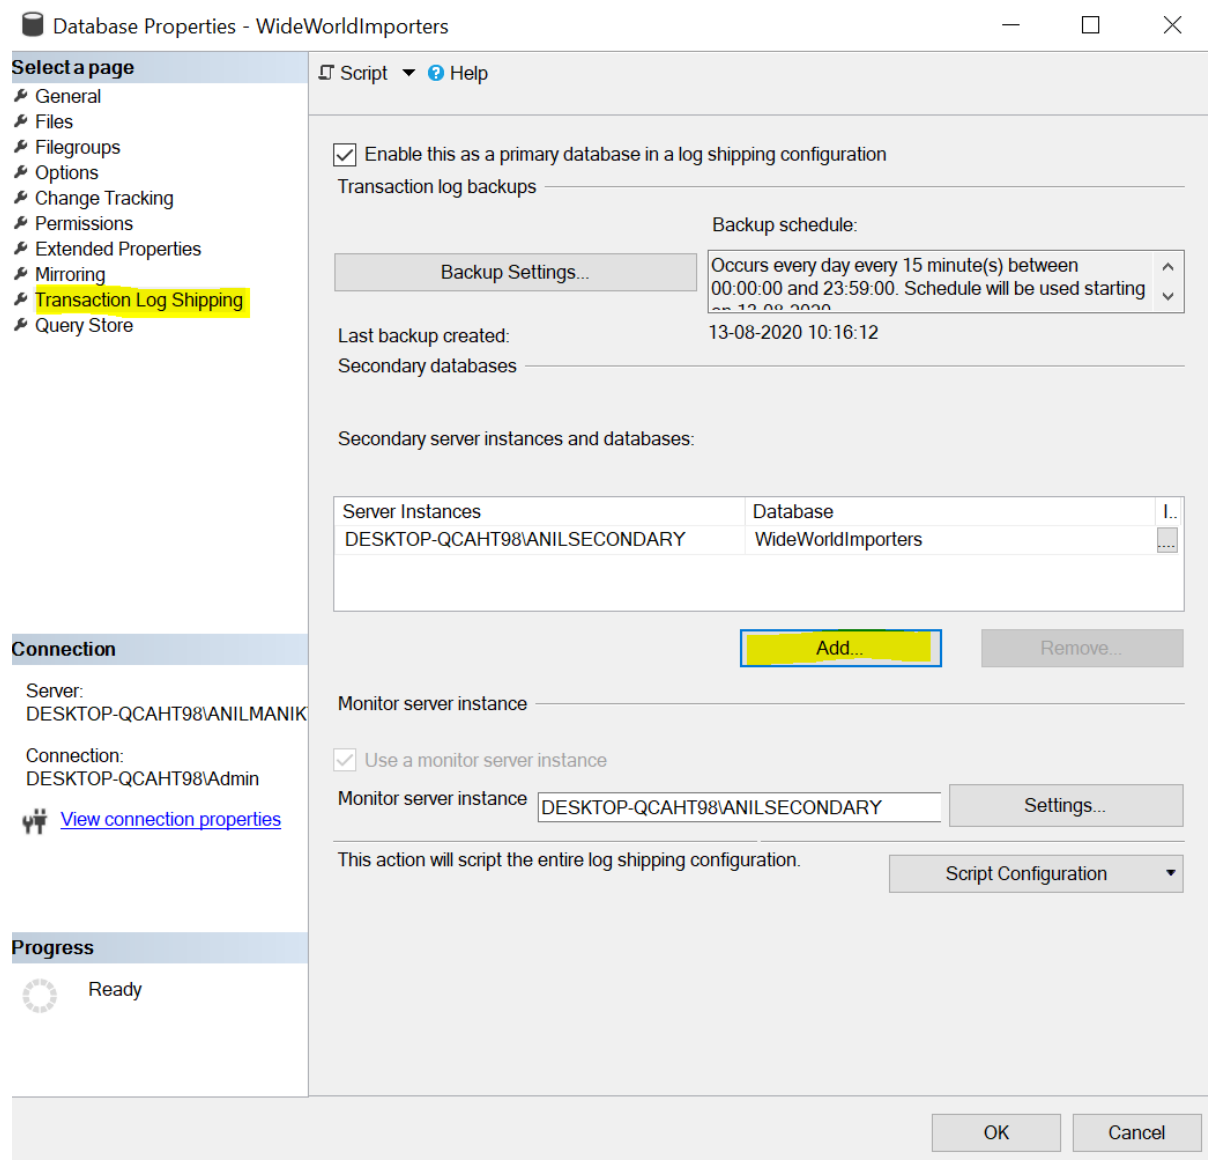 Database Properties - WideWorldImporters
Select a page
General
Files
Filegroups
Options
Change Tracking
Permissions
Extended Properties
Mirroring
Transaction Log Shipping
Query Store
Connection
Server:
DESKTOP-QCAHT98\ANILMANIK
Connection:
DESKTOP-QCAHT98\Admin
View connection properties
Progress
Ready
Script
Help
Enable this as a primary database in a log shipping configuration
Transaction log backups
Backup schedule:
Backup Settings...
Occurs every day every 15 minute(s) between
00:00:00 and 23:59:00. Schedule will be used starting
on 13-08-2020
Last backup created:
13-08-2020 10:16:12
Secondary databases
Secondary server instances and databases:
Server Instances Database I..
DESKTOP-QCAHT98\ANILSECONDARY WideWorldImporters ....
Add... Remove...
Monitor server instance
Use a monitor server instance
Monitor server instance DESKTOP-QCAHT98\ANILSECONDARY Settings...
This action will script the entire log shipping configuration.
Script Configuration
OK Cancel